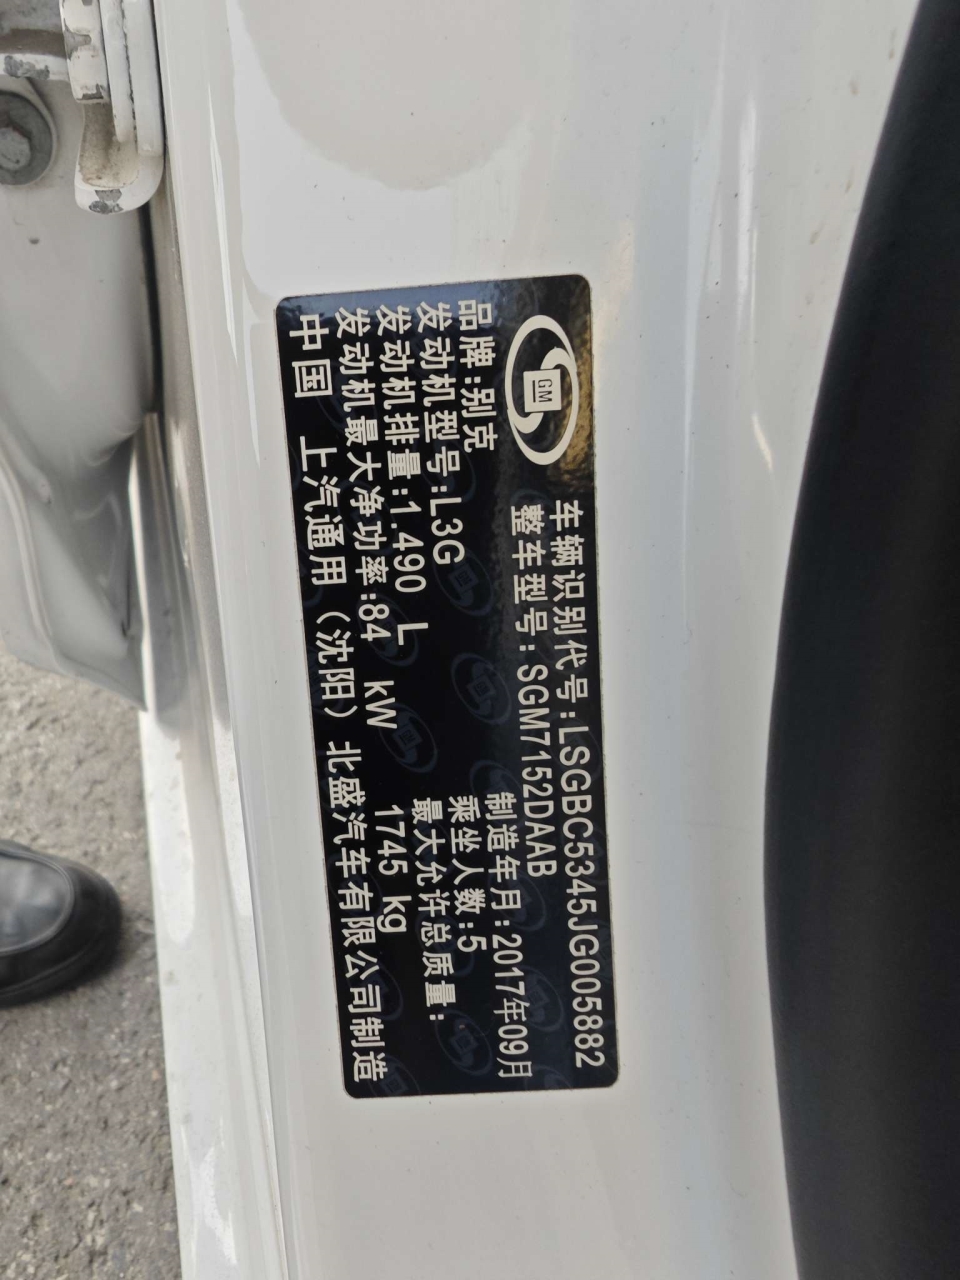 GM
车辆识别代号:LSGBC5345JG005882
整车型号:SGM7152DAAB
品牌:别克
制造年月:2017年09月
发动机型号:L3G
乘坐人数:5
发动机排量:1.490 L
最大允许总质量:
发动机最大净功率:84 kW
1745 kg
中国 上汽通用（沈阳）北盛汽车有限公司制造